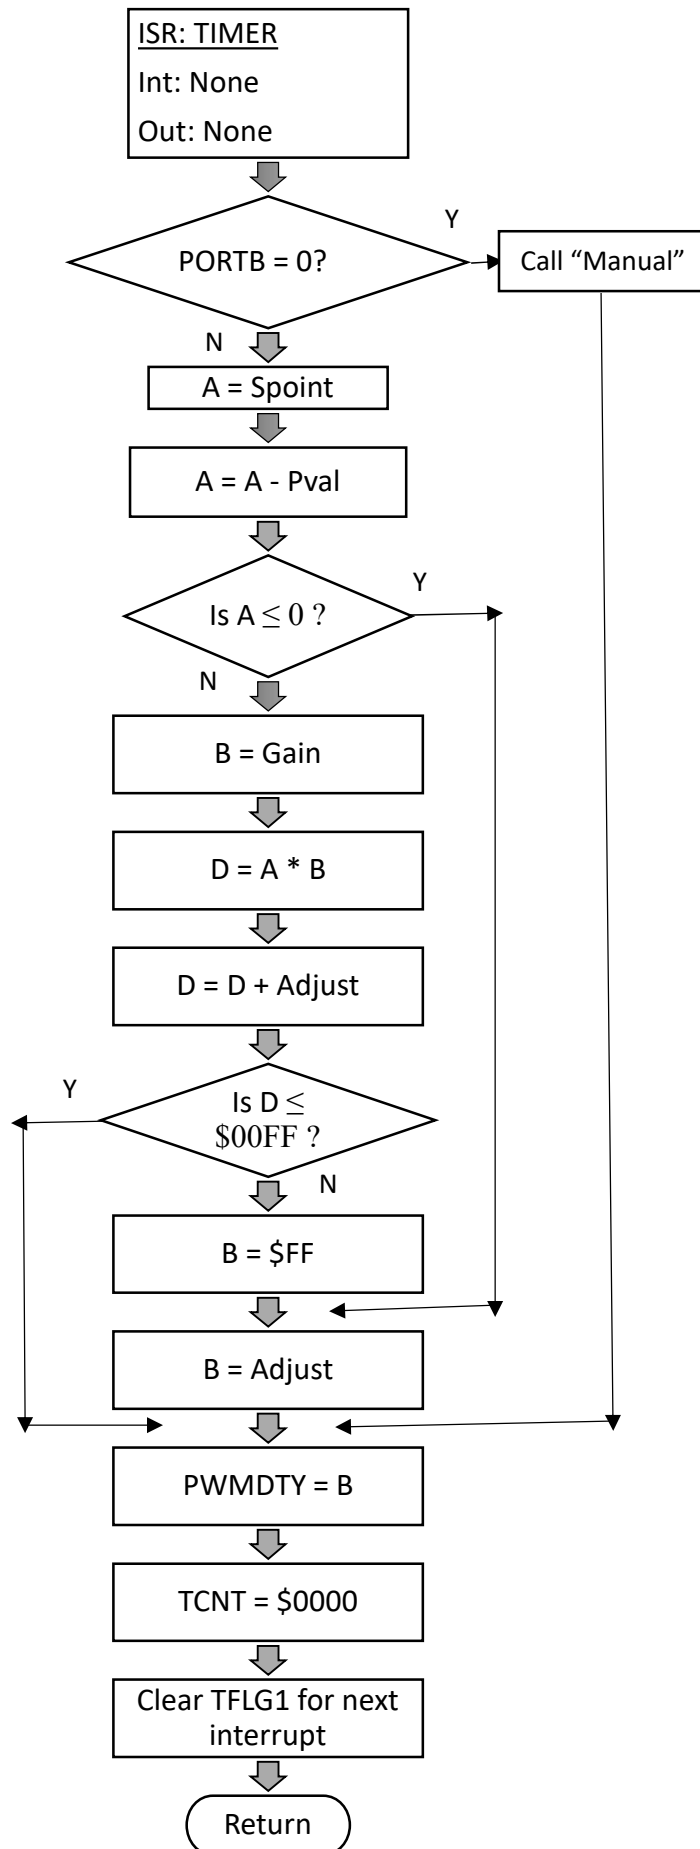 ISR: TIMER
Int: None
Out: None
PORTB = 0?
Y
Call “Manual”
N
A = Spoint
A = A - Pval
Is A ≤ 0 ?
Y
N
B = Gain
D = A * B
D = D + Adjust
Is D ≤
$00FF ?
Y
N
B = $FF
B = Adjust
PWMDTY = B
TCNT = $0000
Clear TFLG1 for next
interrupt
Return